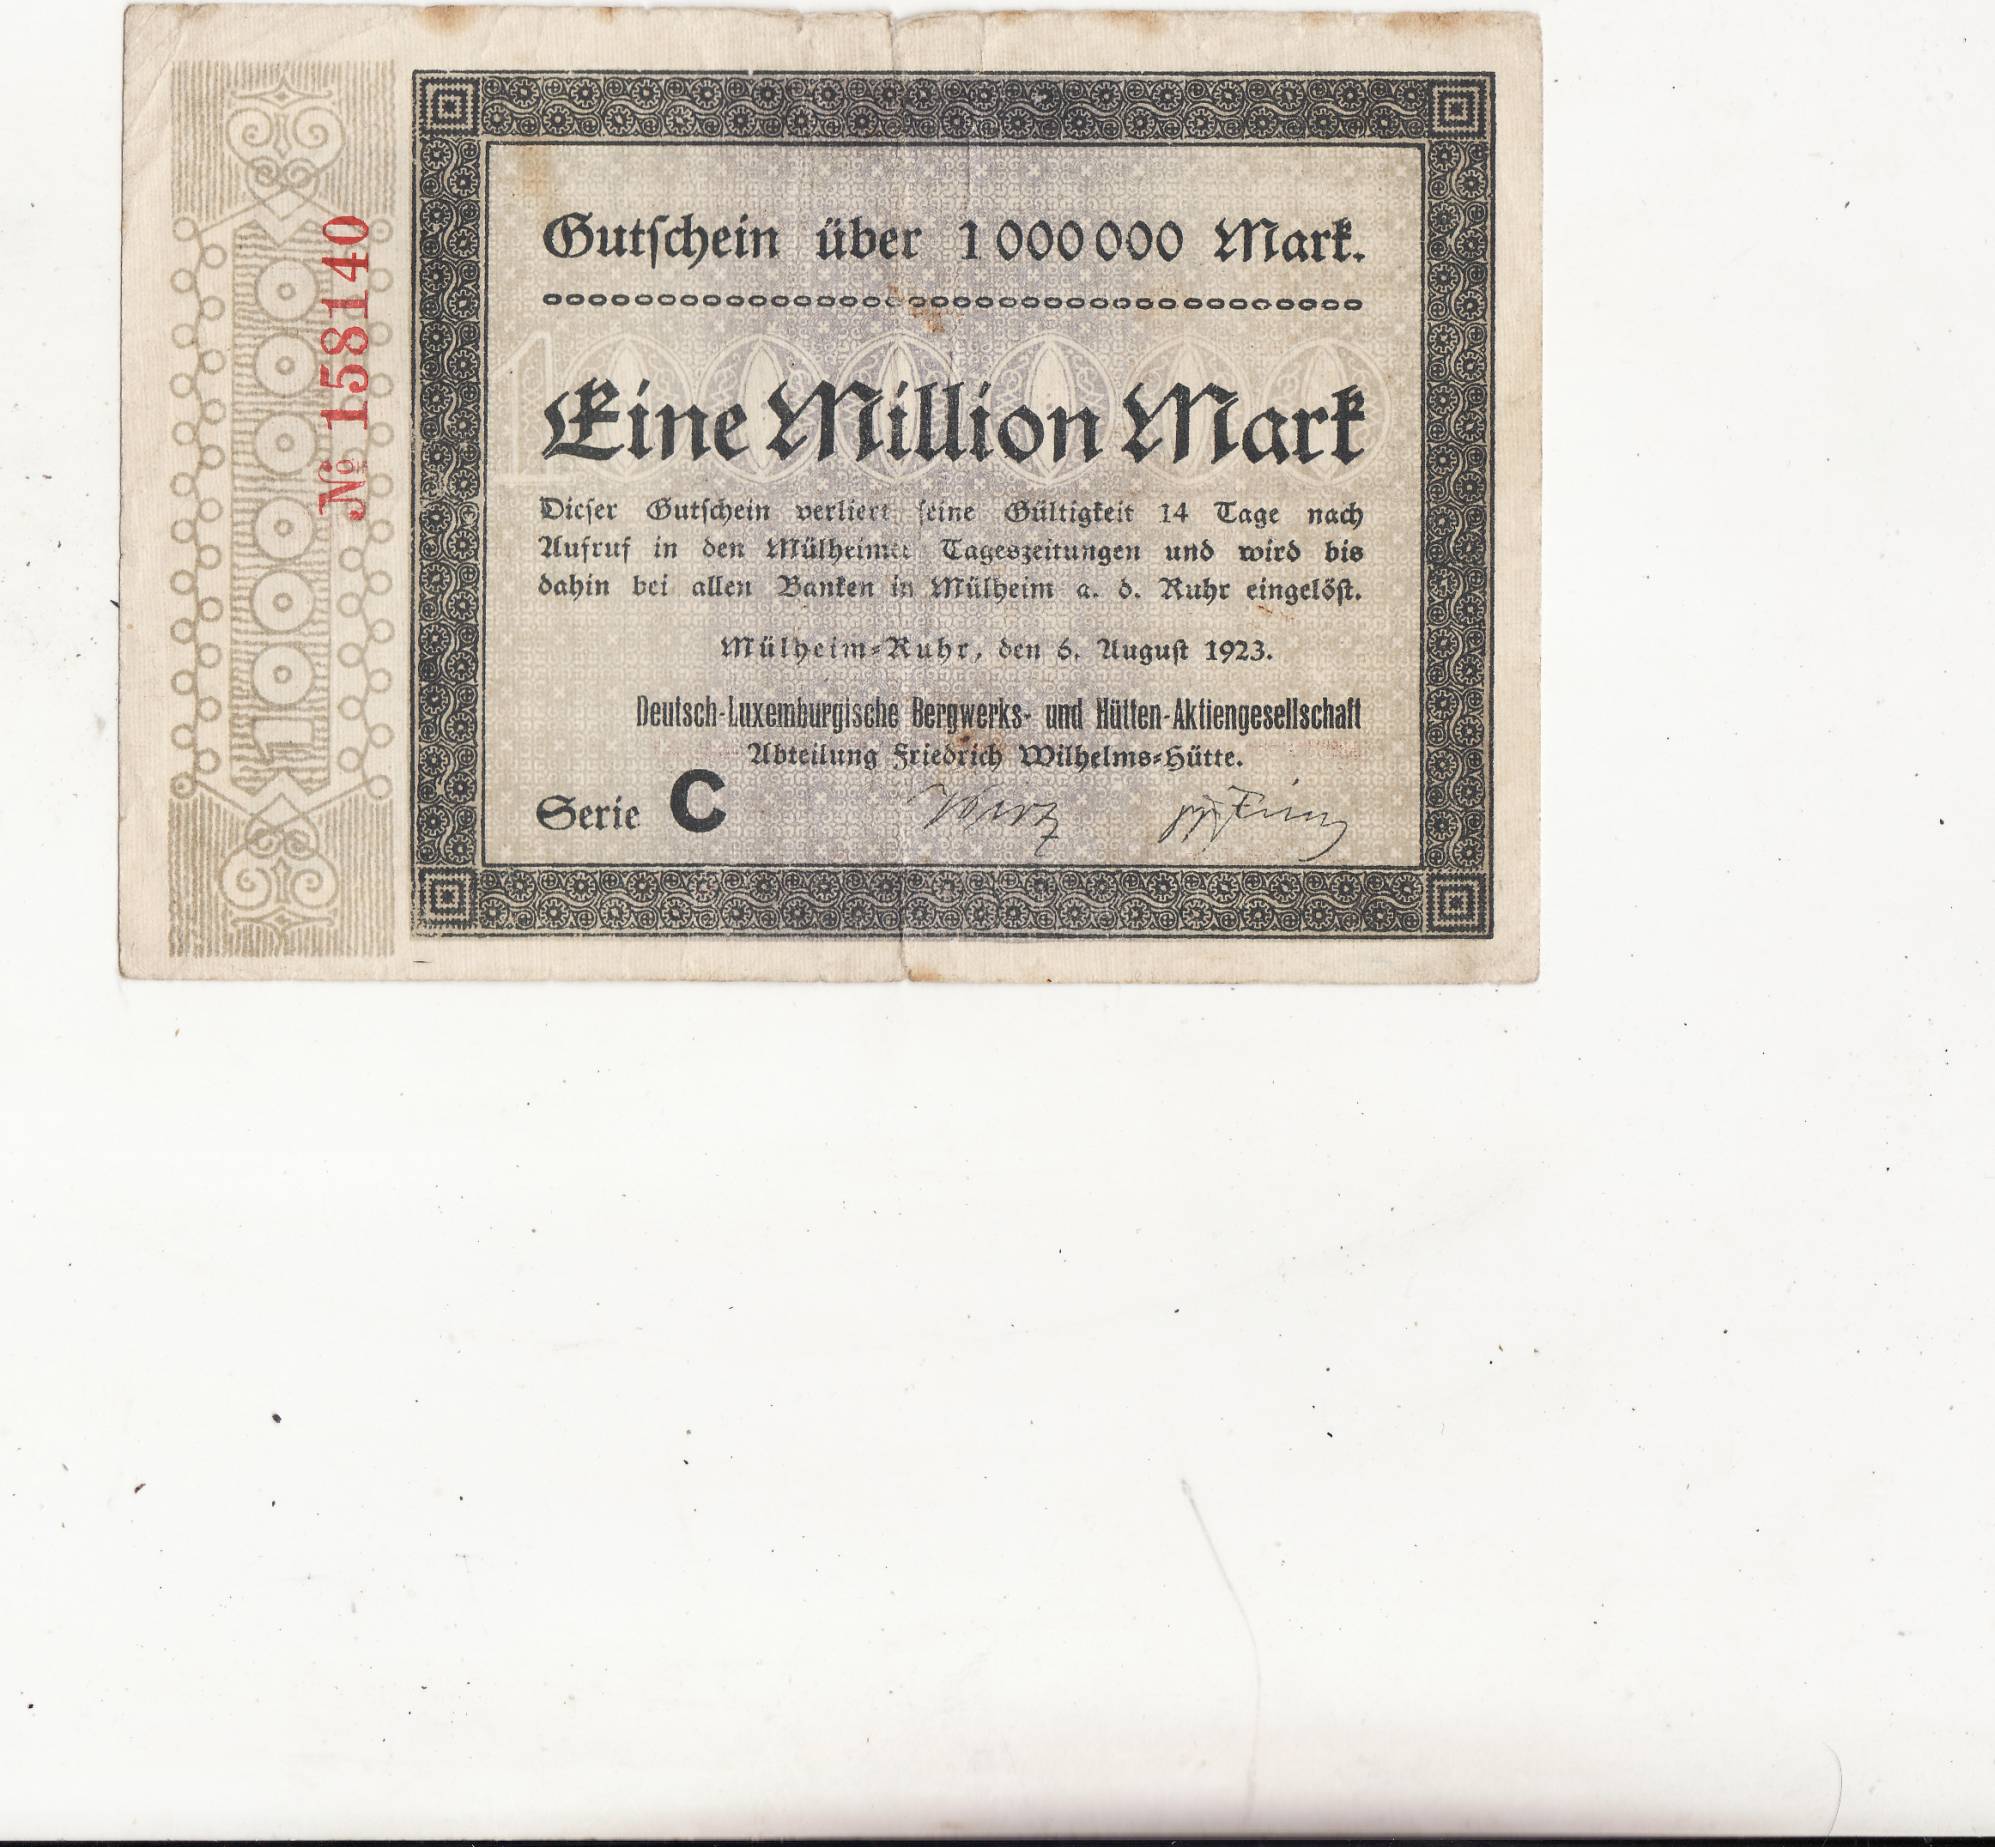 Gutschein über 1000000 Mark.
Eine Million Mark
Dieser Gutschein verliert seine Gültigkeit 14 Tage nach
Aufruf in den Mülheimer Tageszeitungen und wird bis
dahin bei allen Banken in Mülheim a. d. Ruhr eingelöst.
Mülheim-Ruhr, den 6. August 1923.
Deutsch-Luxemburgische Bergwerks- und Hütten-Aktiengesellschaft
Abteilung Friedrich Wilhelms-Hütte.
Serie C
№ 158140
1000000
1000000